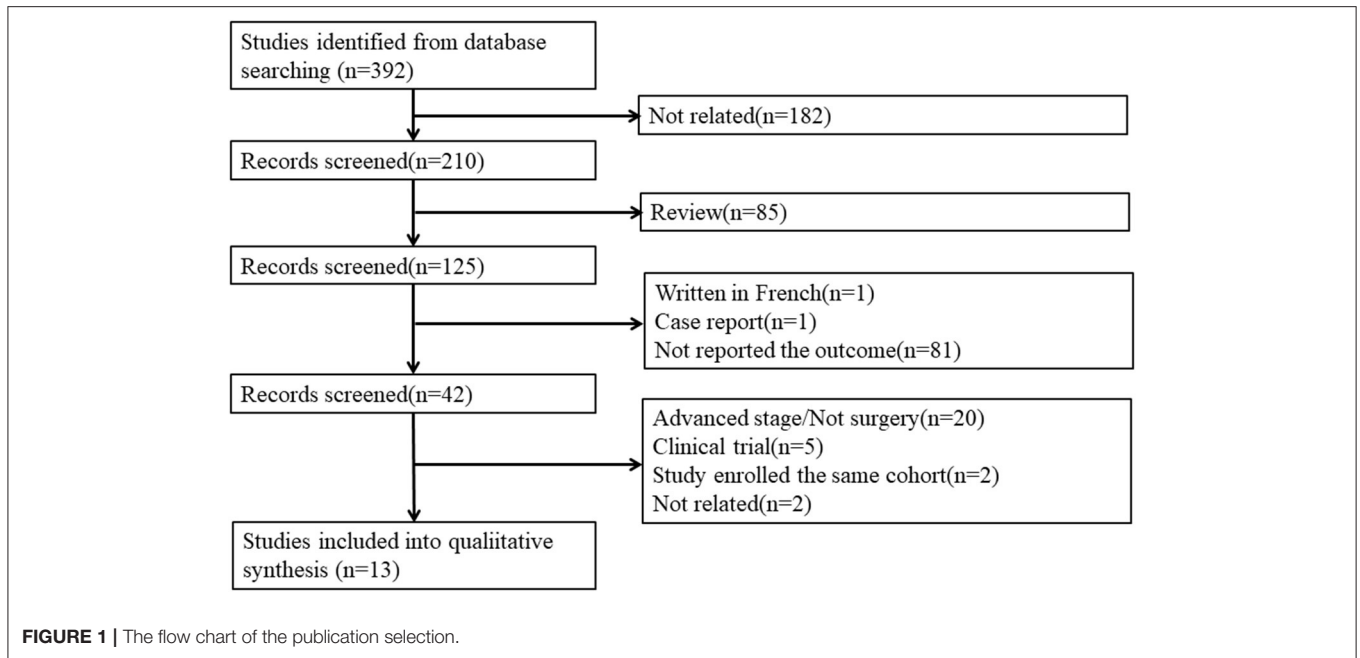 Studies identified from database
searching (n=392)
Not related(n=182)
Records screened(n=210)
Review(n=85)
Records screened(n=125)
Written in French(n=1)
Case report(n=1)
Not reported the outcome(n=81)
Records screened(n=42)
Advanced stage/Not surgery(n=20)
Clinical trial(n=5)
Study enrolled the same cohort(n=2)
Not related(n=2)
Studies included into qualiitative
synthesis (n=13)
FIGURE 1 | The flow chart of the publication selection.